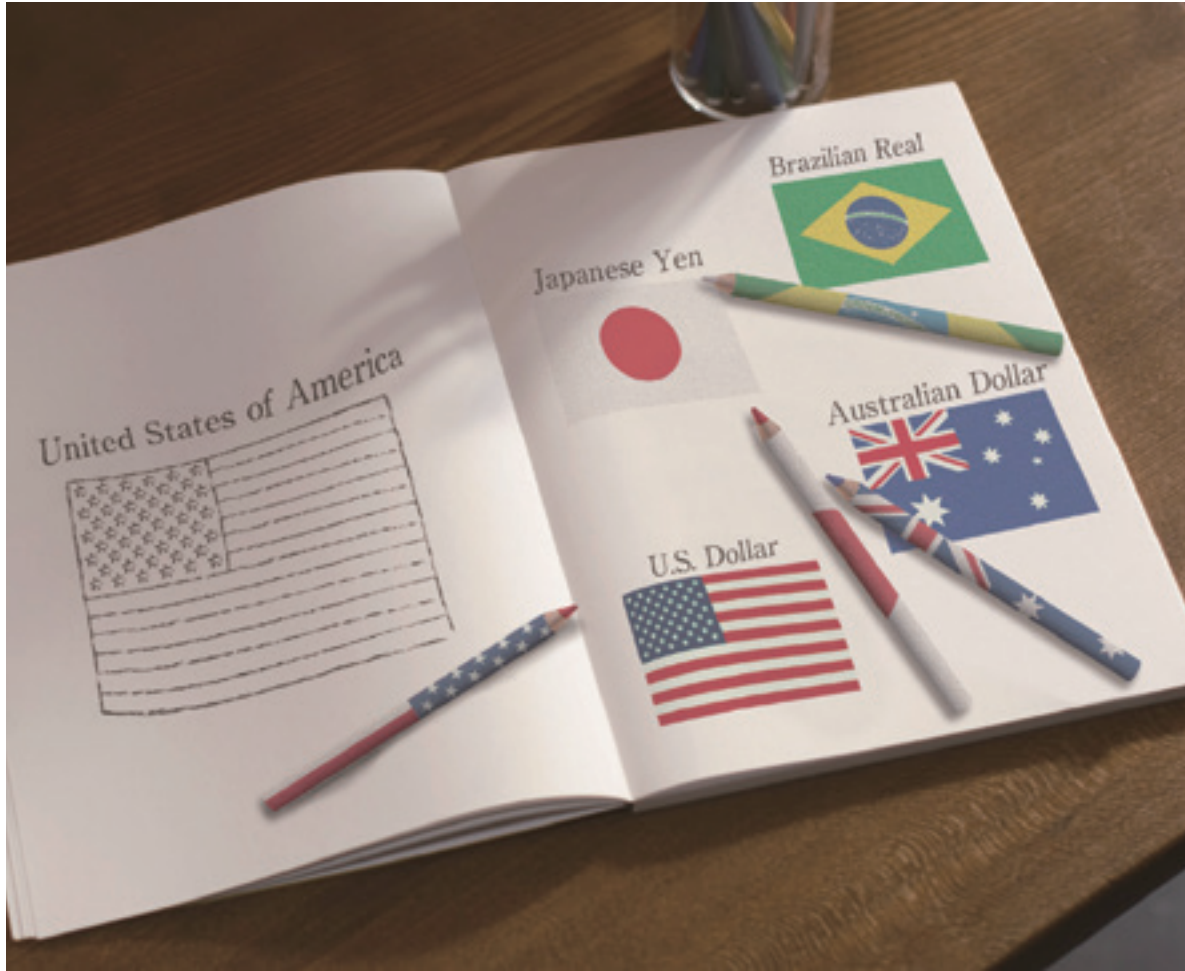 United States of America
Brazilian Real
Japanese Yen
Australian Dollar
U.S. Dollar